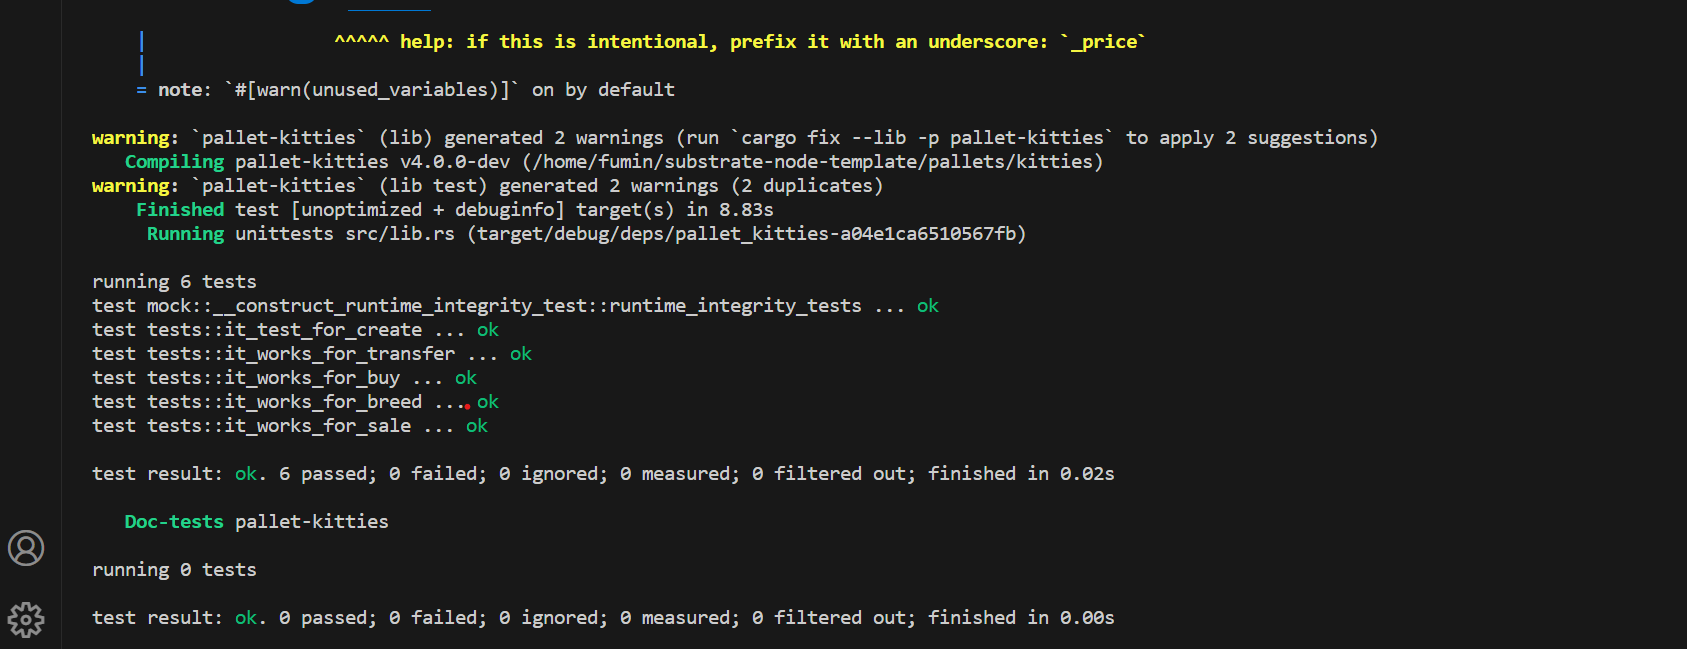 |                 ^^^^^ help: if this is intentional, prefix it with an underscore: `_price`
|
= note: `#[warn(unused_variables)]` on by default
warning: `pallet-kitties` (lib) generated 2 warnings (run `cargo fix --lib -p pallet-kitties` to apply 2 suggestions)
Compiling pallet-kitties v4.0.0-dev (/home/fumin/substrate-node-template/pallets/kitties)
warning: `pallet-kitties` (lib test) generated 2 warnings (2 duplicates)
Finished test [unoptimized + debuginfo] target(s) in 8.83s
Running unittests src/lib.rs (target/debug/deps/pallet_kitties-a04e1ca6510567fb)
running 6 tests
test mock::__construct_runtime_integrity_test::runtime_integrity_tests ... ok
test tests::it_test_for_create ... ok
test tests::it_works_for_transfer ... ok
test tests::it_works_for_buy ... ok
test tests::it_works_for_breed ... ok
test tests::it_works_for_sale ... ok
test result: ok. 6 passed; 0 failed; 0 ignored; 0 measured; 0 filtered out; finished in 0.02s
Doc-tests pallet-kitties
running 0 tests
test result: ok. 0 passed; 0 failed; 0 ignored; 0 measured; 0 filtered out; finished in 0.00s